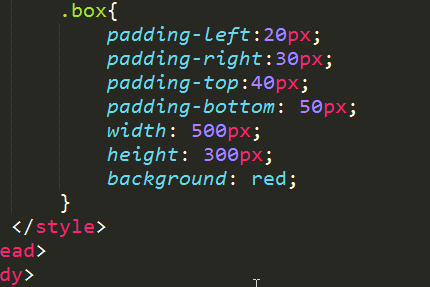 .box{
padding-left:20px;
padding-right:30px;
padding-top:40px;
padding-bottom: 50px;
width: 500px;
height: 300px;
background: red;
}
</style>
ead>
dy>